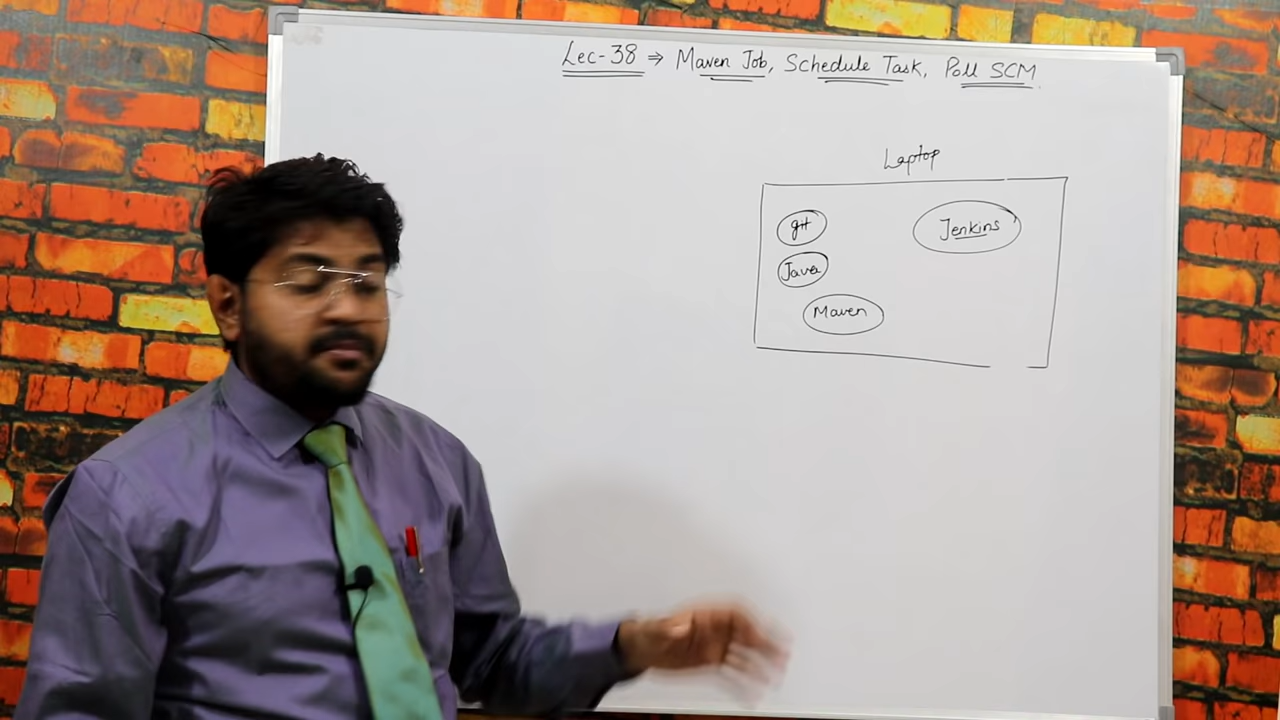 Lec-38 ⇒ Maven Job, Schedule Task, Poll SCM.
Laptop
git
Jenkins
Java
Maven